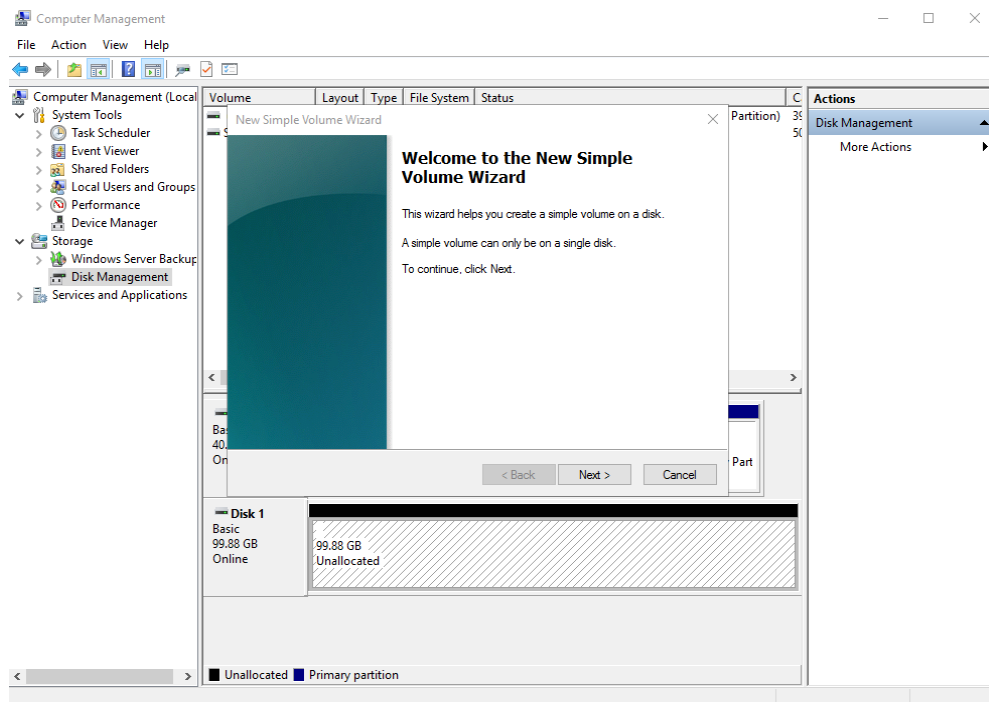 Computer Management
File Action View Help
Computer Management (Local
System Tools
Task Scheduler
Event Viewer
Shared Folders
Local Users and Groups
Performance
Device Manager
Storage
Windows Server Backup
Disk Management
Services and Applications
Volume Layout Type File System Status C
Partition) 39
S 50
New Simple Volume Wizard
Welcome to the New Simple
Volume Wizard
This wizard helps you create a simple volume on a disk.
A simple volume can only be on a single disk.
To continue, click Next.
< Back Next > Cancel
Ba
40.
On
Part
Disk 1
Basic
99.88 GB
Online
99.88 GB
Unallocated
Unallocated Primary partition
Actions
Disk Management
More Actions